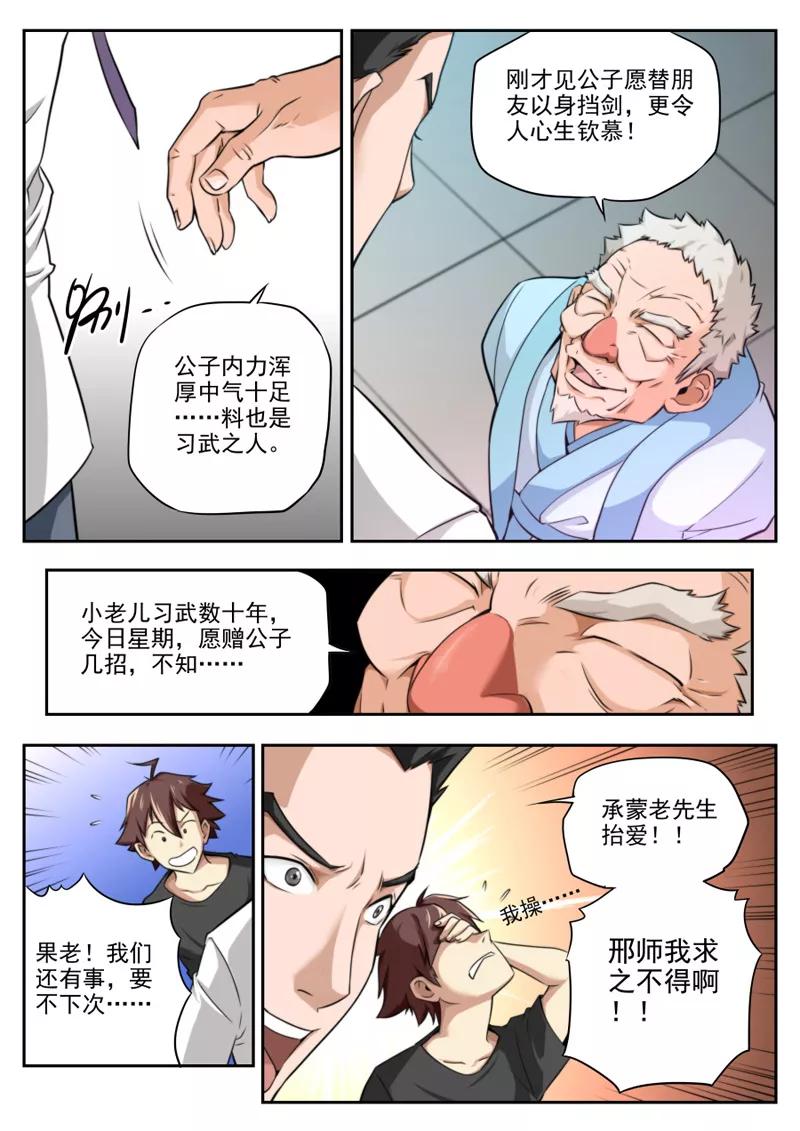 刚才见公子愿替朋
友以身挡剑，更令
人心生钦慕！
公子内力浑
厚中气十足
……料也是
习武之人。
小老儿习武数十年，
今日星期，愿赠公子
几招，不知……
果老！我们
还有事，要
不下次……
承蒙老先生
抬爱！！
我操……
邢师我求
之不得啊
！！